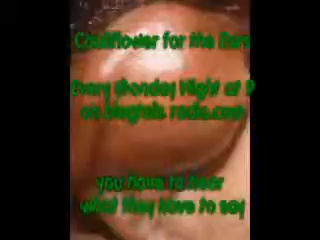 Cauliflower for the Ears
Every Monday Night at 9
on blogtalk radio.com
you have to hear
what they have to say